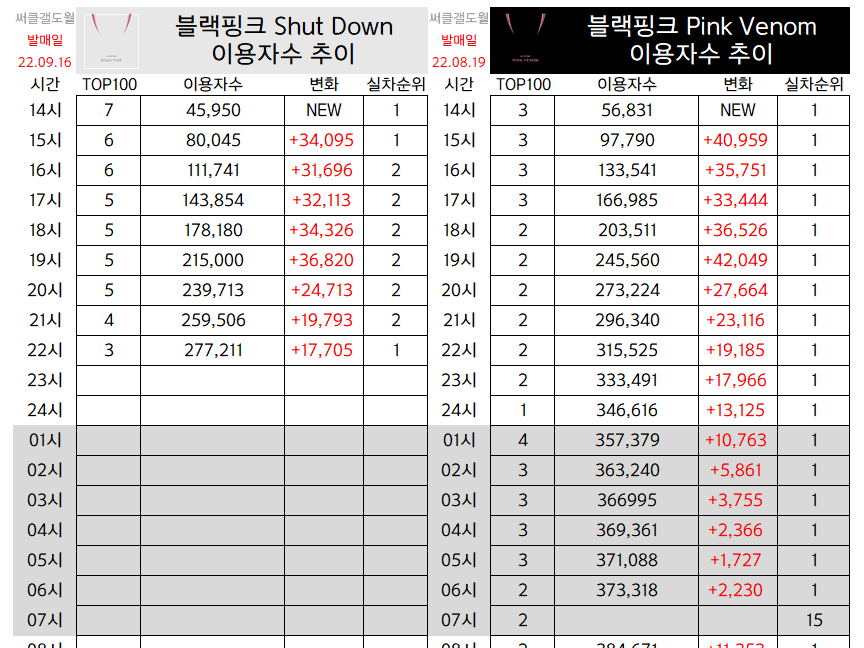 써클갤도월
발매일
22.09.16
블랙핑크 Shut Down
이용자수 추이
시간 TOP100 이용자수 변화 실차순위
14시 7 45,950 NEW 1
15시 6 80,045 +34,095 1
16시 6 111,741 +31,696 2
17시 5 143,854 +32,113 2
18시 5 178,180 +34,326 2
19시 5 215,000 +36,820 2
20시 5 239,713 +24,713 2
21시 4 259,506 +19,793 2
22시 3 277,211 +17,705 1
23시
24시
01시
02시
03시
04시
05시
06시
07시
써클갤도월
발매일
22.08.19
PINK VENOM
블랙핑크 Pink Venom
이용자수 추이
시간 TOP100 이용자수 변화 실차순위
14시 3 56,831 NEW 1
15시 3 97,790 +40,959 1
16시 3 133,541 +35,751 1
17시 3 166,985 +33,444 1
18시 2 203,511 +36,526 1
19시 2 245,560 +42,049 1
20시 2 273,224 +27,664 1
21시 2 296,340 +23,116 1
22시 2 315,525 +19,185 1
23시 2 333,491 +17,966 1
24시 1 346,616 +13,125 1
01시 4 357,379 +10,763 1
02시 3 363,240 +5,861 1
03시 3 366995 +3,755 1
04시 3 369,361 +2,366 1
05시 3 371,088 +1,727 1
06시 2 373,318 +2,230 1
07시 2 15